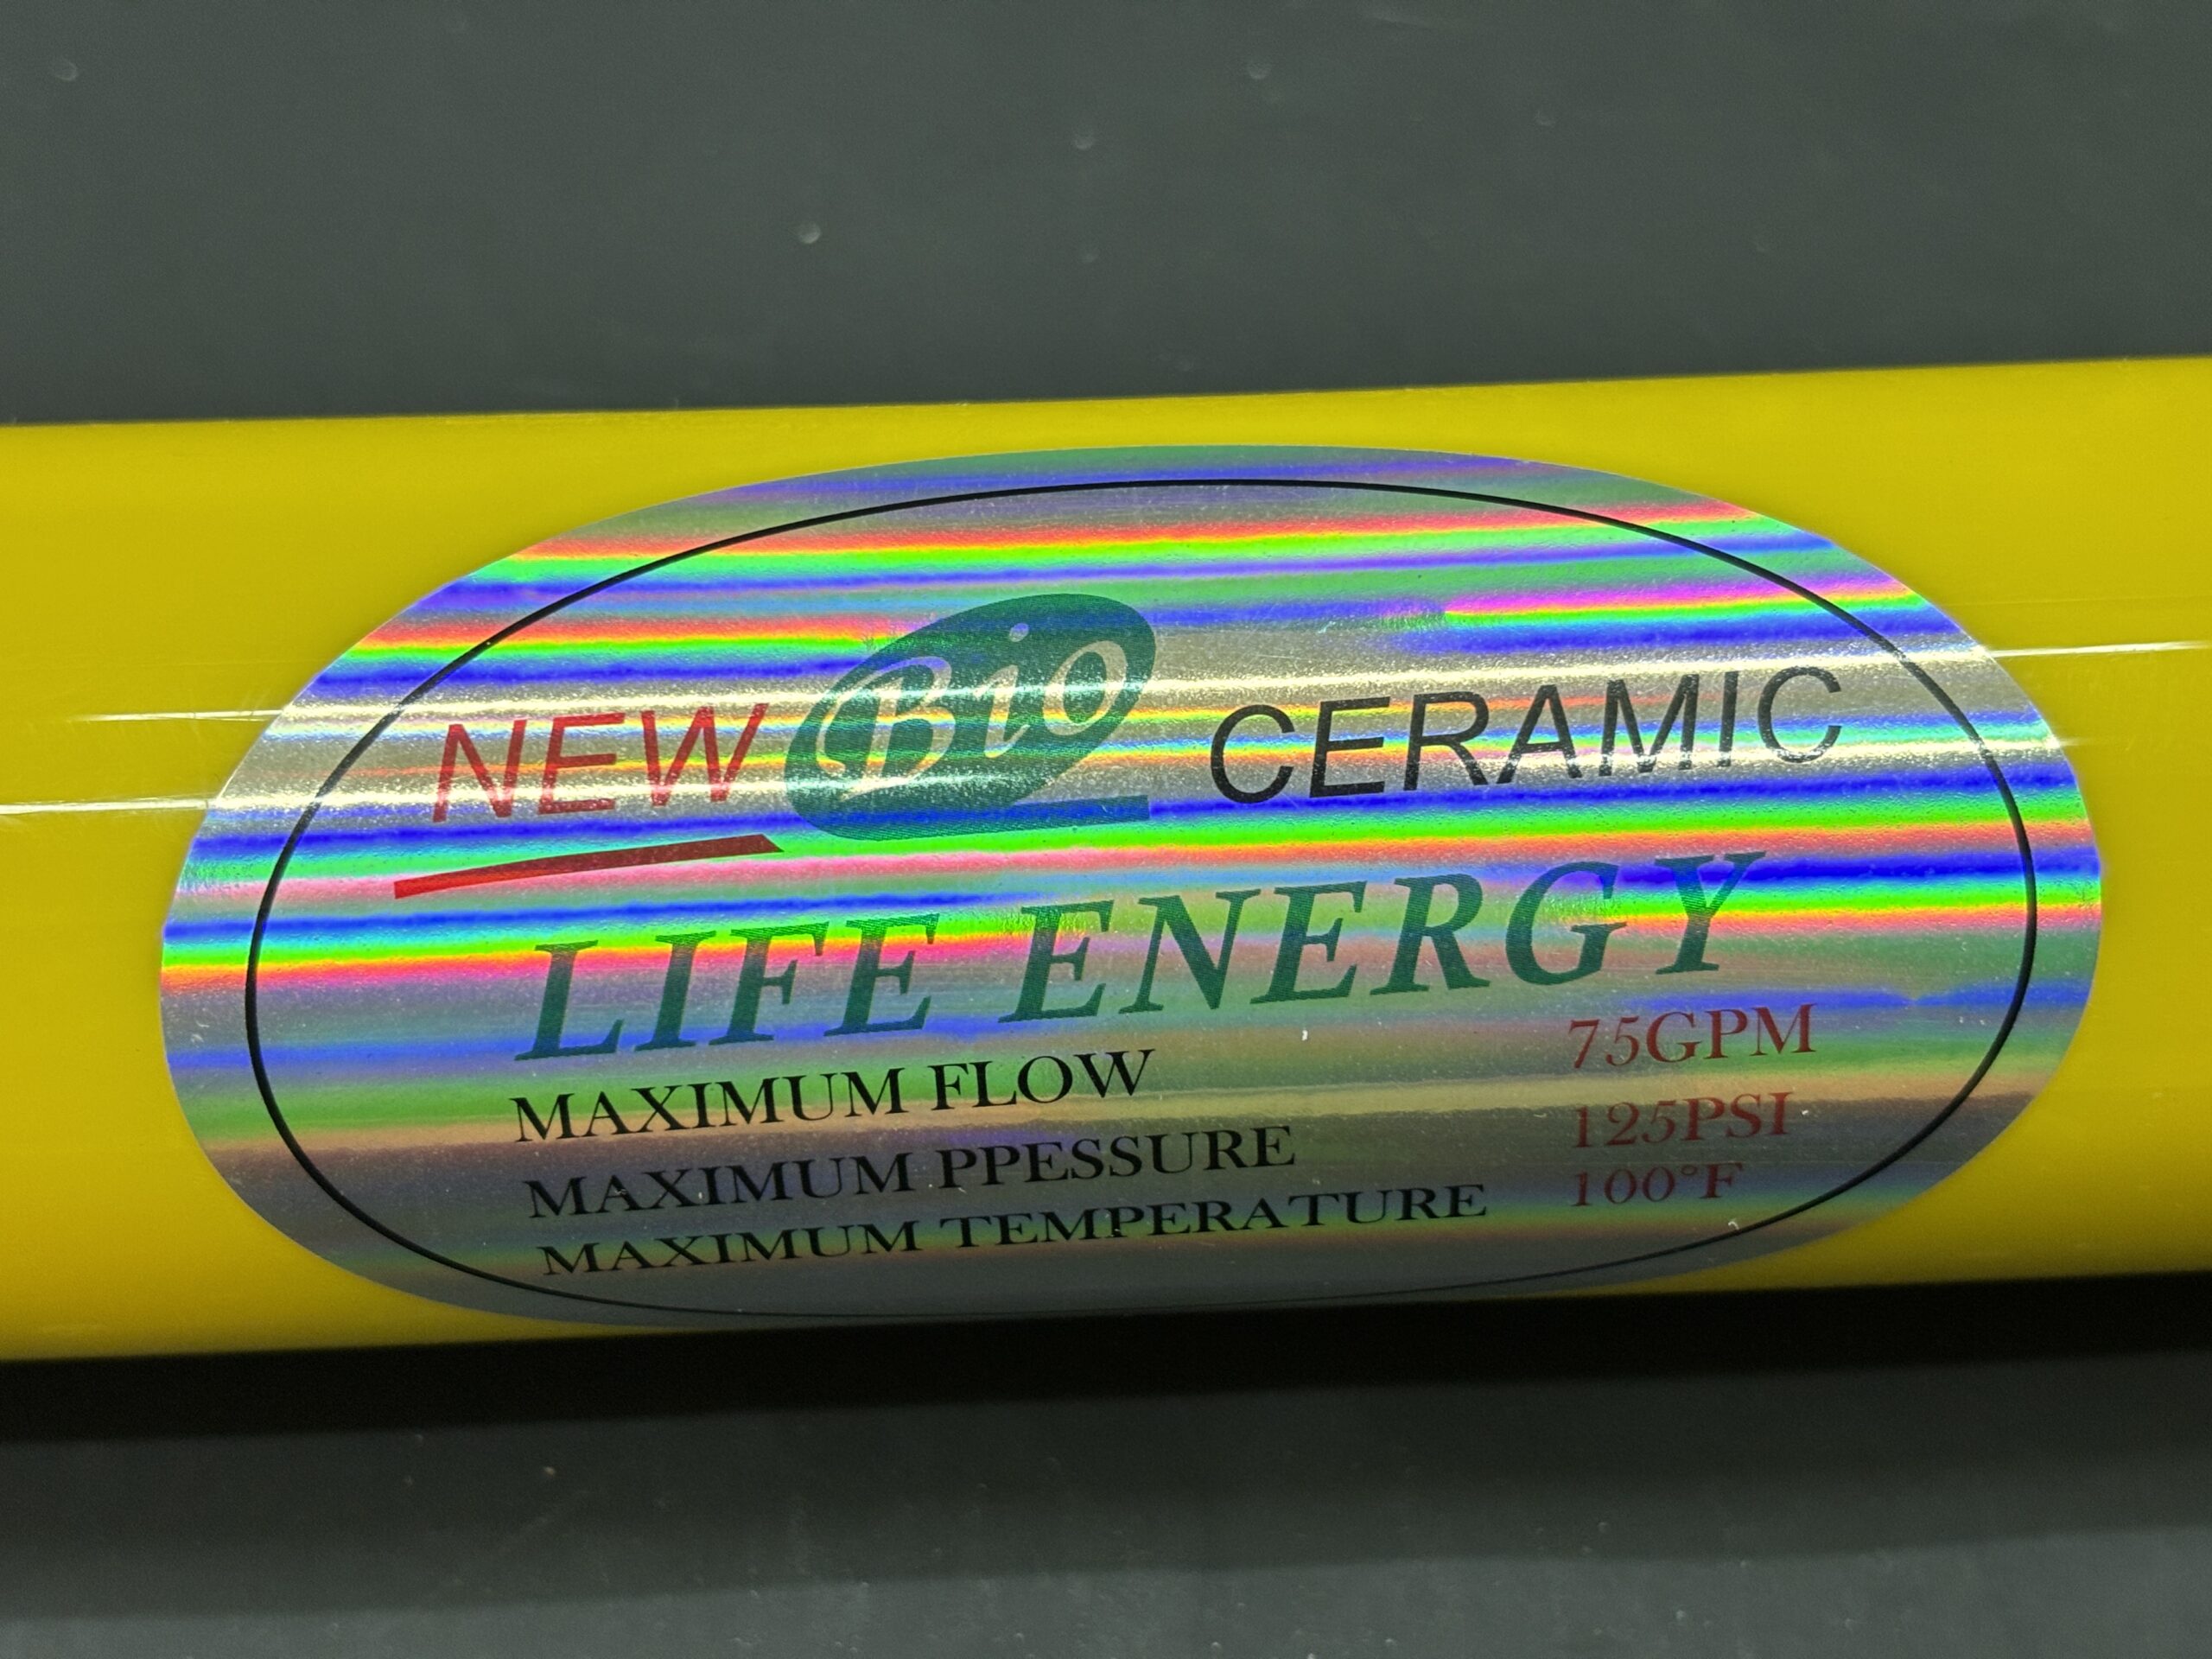 NEW Bio CERAMIC
LIFE ENERGY
MAXIMUM FLOW 75GPM
MAXIMUM PPESSURE 125PSI
MAXIMUM TEMPERATURE 100°F